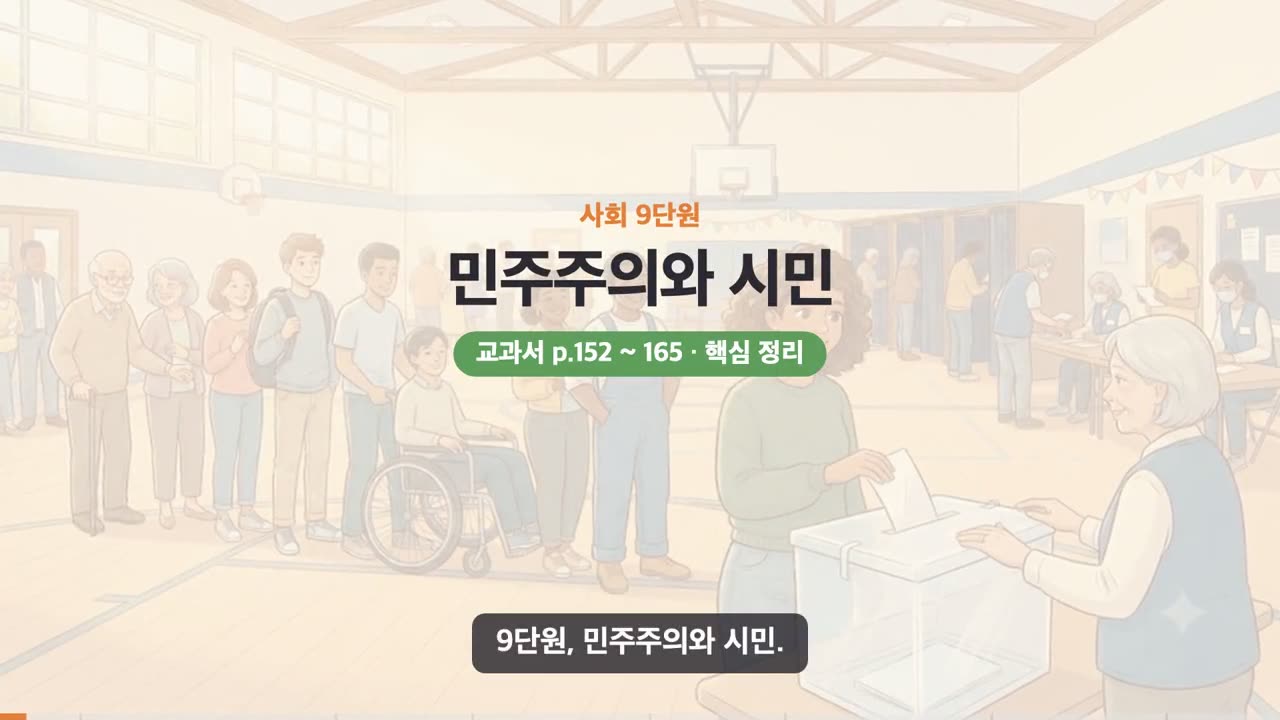 사회 9단원
민주주의와 시민
교과서 p.152 ~ 165 · 핵심 정리
9단원, 민주주의와 시민.